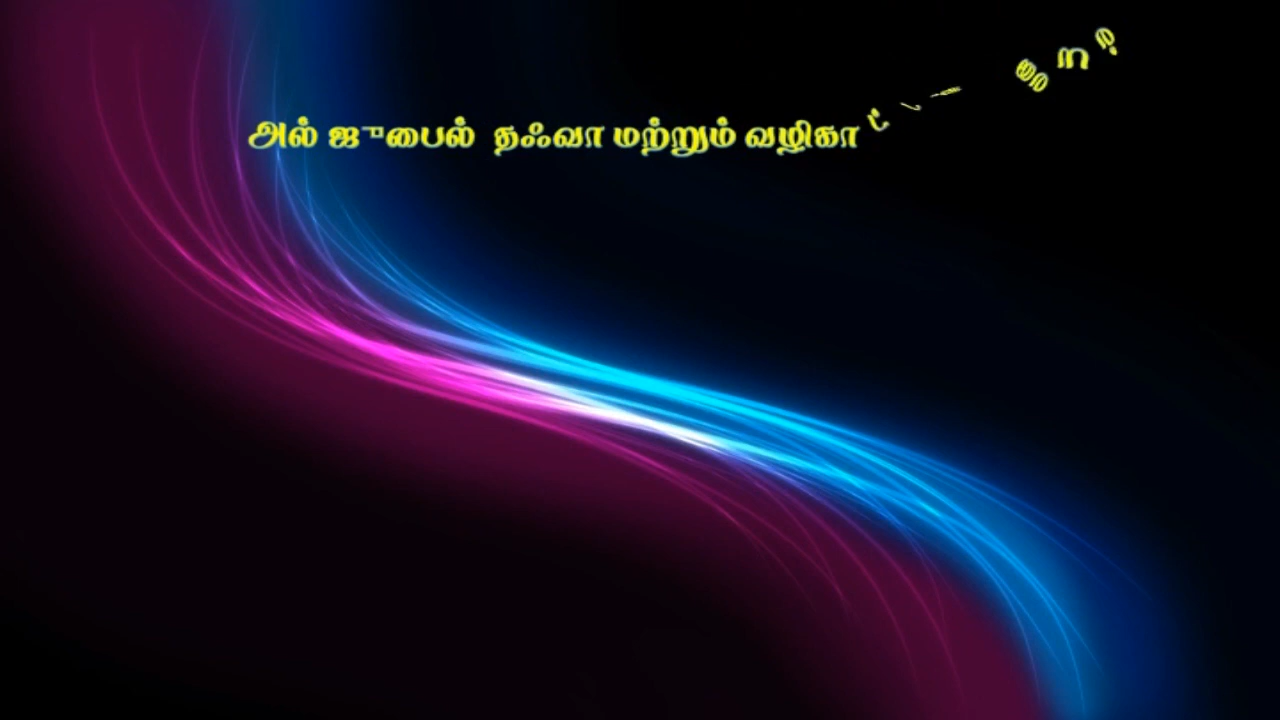 அல் ஜுபைல் தஃவா மற்றும் வழிகாட்